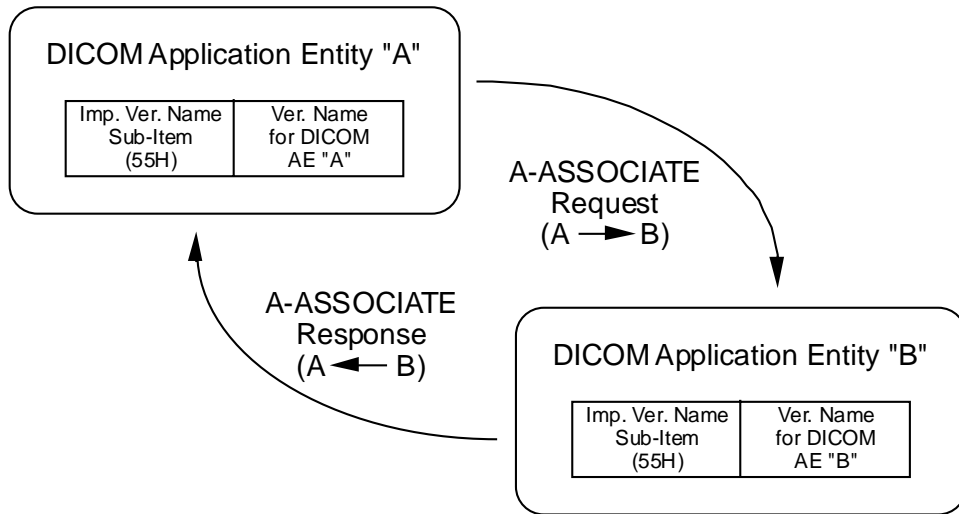 DICOM Application Entity "A"
Imp. Ver. Name
Sub-Item
(55H)
Ver. Name
for DICOM
AE "A"
A-ASSOCIATE
Request
(A B)
A-ASSOCIATE
Response
(A B)
DICOM Application Entity "B"
Imp. Ver. Name
Sub-Item
(55H)
Ver. Name
for DICOM
AE "B"